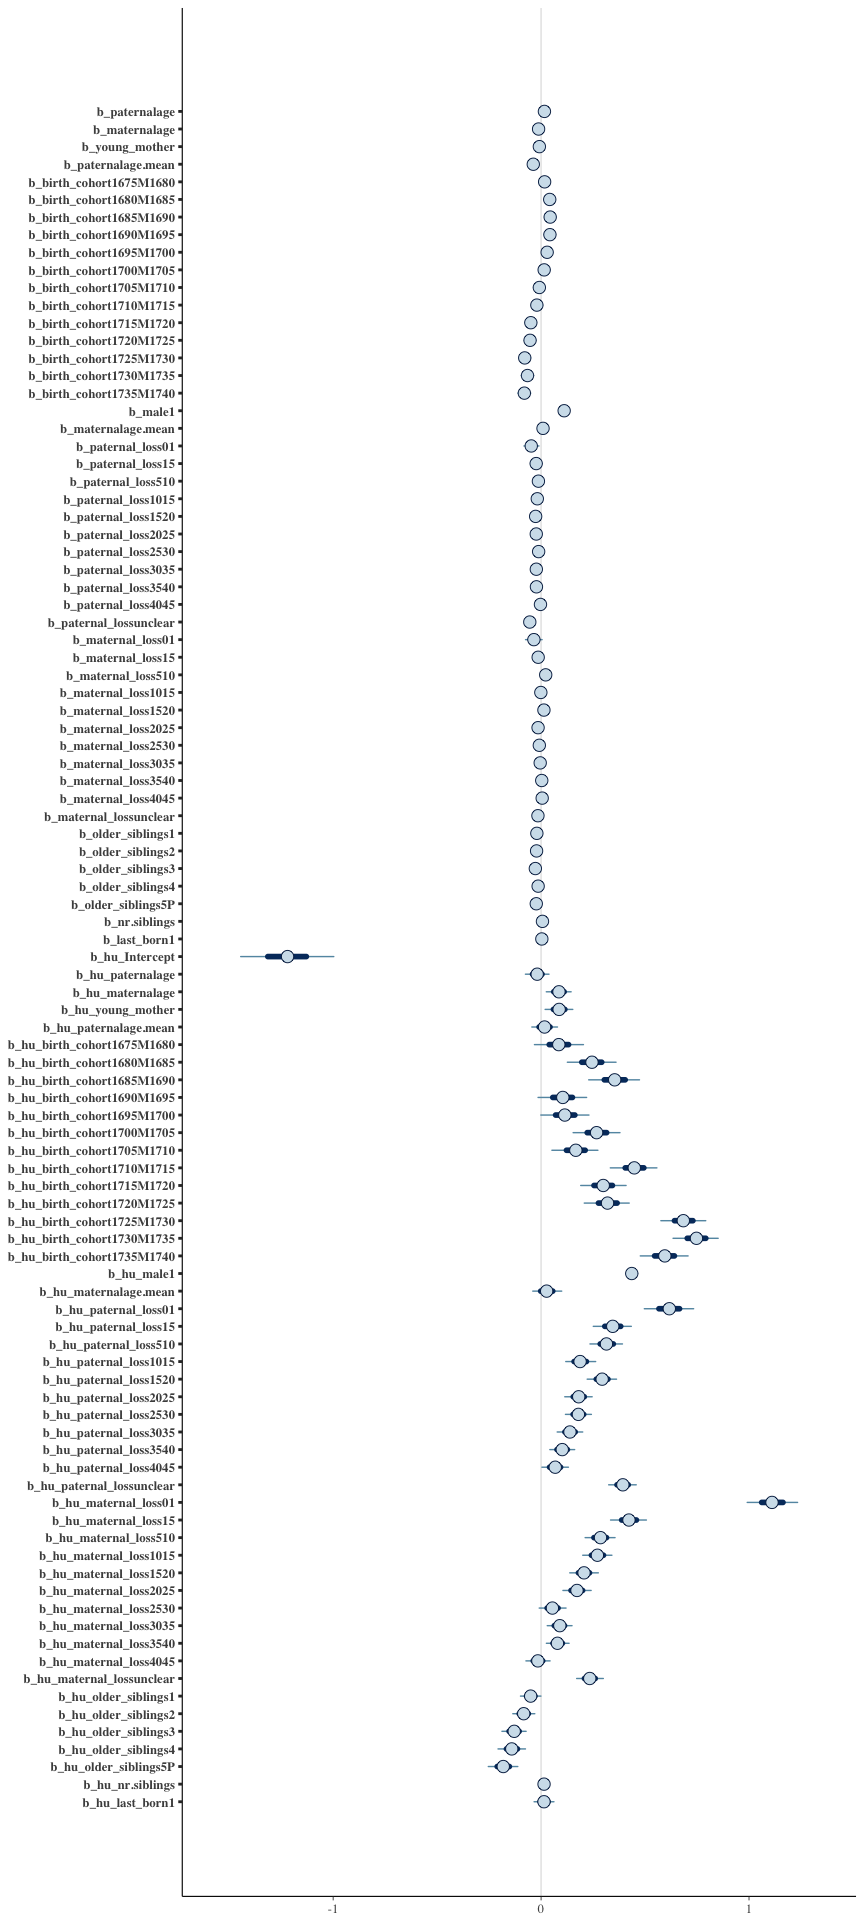 b_paternalage
b_maternalage
b_young_mother
b_paternalage.mean
b_birth_cohort1675M1680
b_birth_cohort1680M1685
b_birth_cohort1685M1690
b_birth_cohort1690M1695
b_birth_cohort1695M1700
b_birth_cohort1700M1705
b_birth_cohort1705M1710
b_birth_cohort1710M1715
b_birth_cohort1715M1720
b_birth_cohort1720M1725
b_birth_cohort1725M1730
b_birth_cohort1730M1735
b_birth_cohort1735M1740
b_male1
b_maternalage.mean
b_paternal_loss01
b_paternal_loss15
b_paternal_loss510
b_paternal_loss1015
b_paternal_loss1520
b_paternal_loss2025
b_paternal_loss2530
b_paternal_loss3035
b_paternal_loss3540
b_paternal_loss4045
b_paternal_lossunclear
b_maternal_loss01
b_maternal_loss15
b_maternal_loss510
b_maternal_loss1015
b_maternal_loss1520
b_maternal_loss2025
b_maternal_loss2530
b_maternal_loss3035
b_maternal_loss3540
b_maternal_loss4045
b_maternal_lossunclear
b_older_siblings1
b_older_siblings2
b_older_siblings3
b_older_siblings4
b_older_siblings5P
b_nr.siblings
b_last_born1
b_hu_Intercept
b_hu_paternalage
b_hu_maternalage
b_hu_young_mother
b_hu_paternalage.mean
b_hu_birth_cohort1675M1680
b_hu_birth_cohort1680M1685
b_hu_birth_cohort1685M1690
b_hu_birth_cohort1690M1695
b_hu_birth_cohort1695M1700
b_hu_birth_cohort1700M1705
b_hu_birth_cohort1705M1710
b_hu_birth_cohort1710M1715
b_hu_birth_cohort1715M1720
b_hu_birth_cohort1720M1725
b_hu_birth_cohort1725M1730
b_hu_birth_cohort1730M1735
b_hu_birth_cohort1735M1740
b_hu_male1
b_hu_maternalage.mean
b_hu_paternal_loss01
b_hu_paternal_loss15
b_hu_paternal_loss510
b_hu_paternal_loss1015
b_hu_paternal_loss1520
b_hu_paternal_loss2025
b_hu_paternal_loss2530
b_hu_paternal_loss3035
b_hu_paternal_loss3540
b_hu_paternal_loss4045
b_hu_paternal_lossunclear
b_hu_maternal_loss01
b_hu_maternal_loss15
b_hu_maternal_loss510
b_hu_maternal_loss1015
b_hu_maternal_loss1520
b_hu_maternal_loss2025
b_hu_maternal_loss2530
b_hu_maternal_loss3035
b_hu_maternal_loss3540
b_hu_maternal_loss4045
b_hu_maternal_lossunclear
b_hu_older_siblings1
b_hu_older_siblings2
b_hu_older_siblings3
b_hu_older_siblings4
b_hu_older_siblings5P
b_hu_nr.siblings
b_hu_last_born1
-1 0 1